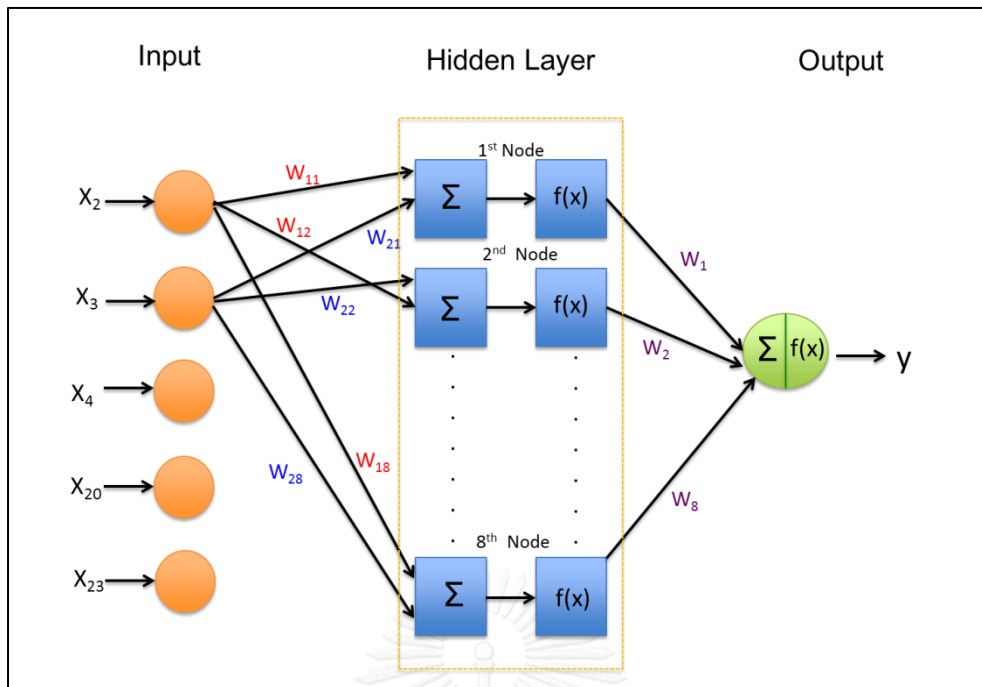 Input Hidden Layer Output
1st Node
X2 W11 Σ f(x)
W12 W21 W1
2nd Node
X3 W22 Σ f(x) W2 Σ f(x) y
X4
W28 W18
X20 W8
8th Node
X23 Σ f(x)